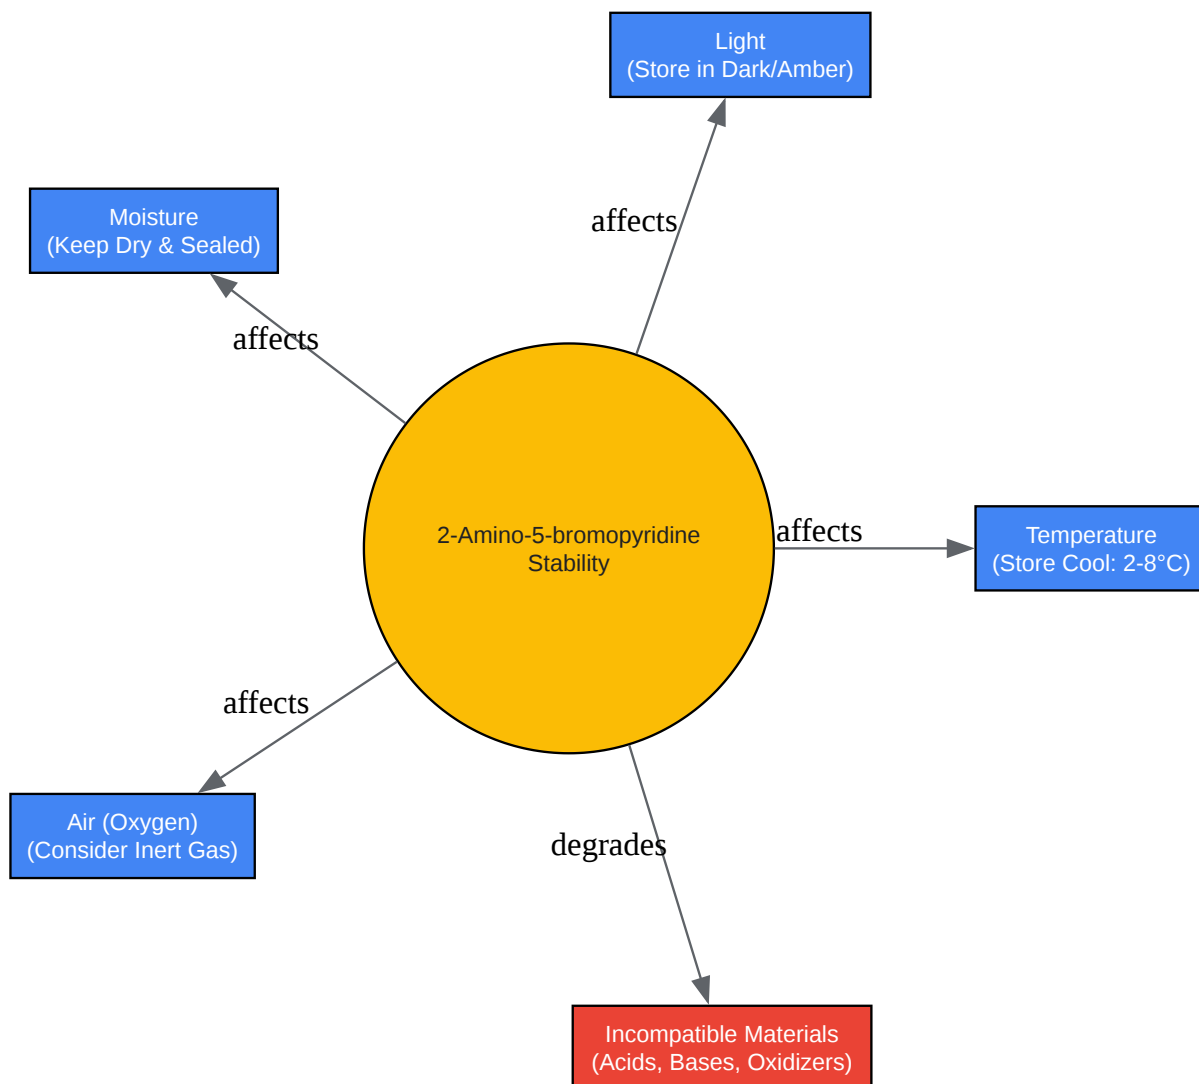 Light
(Store in Dark/Amber)
affects
Moisture
(Keep Dry & Sealed)
affects
2-Amino-5-bromopyridine
Stability
affects
Temperature
(Store Cool: 2-8°C)
affects
Air (Oxygen)
(Consider Inert Gas)
degrades
Incompatible Materials
(Acids, Bases, Oxidizers)